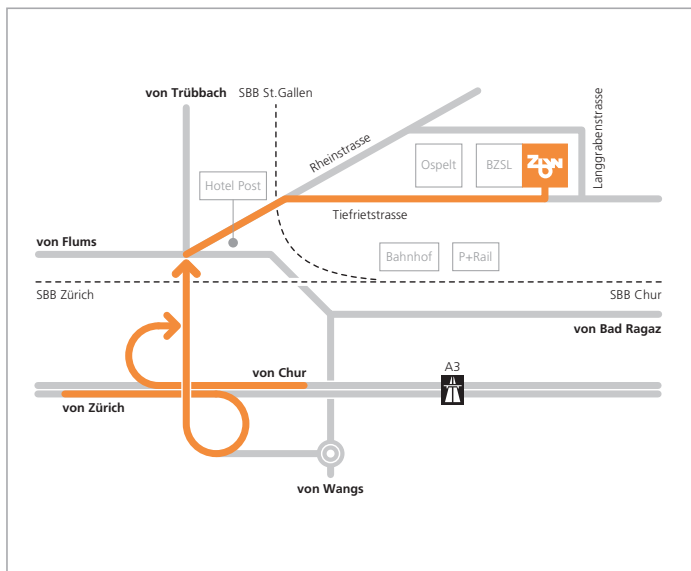 von Trübbach
SBB St.Gallen
Rheinstrasse
Langgrabenstrasse
Ospelt
BZSL
Hotel Post
Tiefrietstrasse
von Flums
Bahnhof
P+Rail
SBB Zürich
SBB Chur
von Bad Ragaz
A3
von Chur
von Zürich
von Wangs